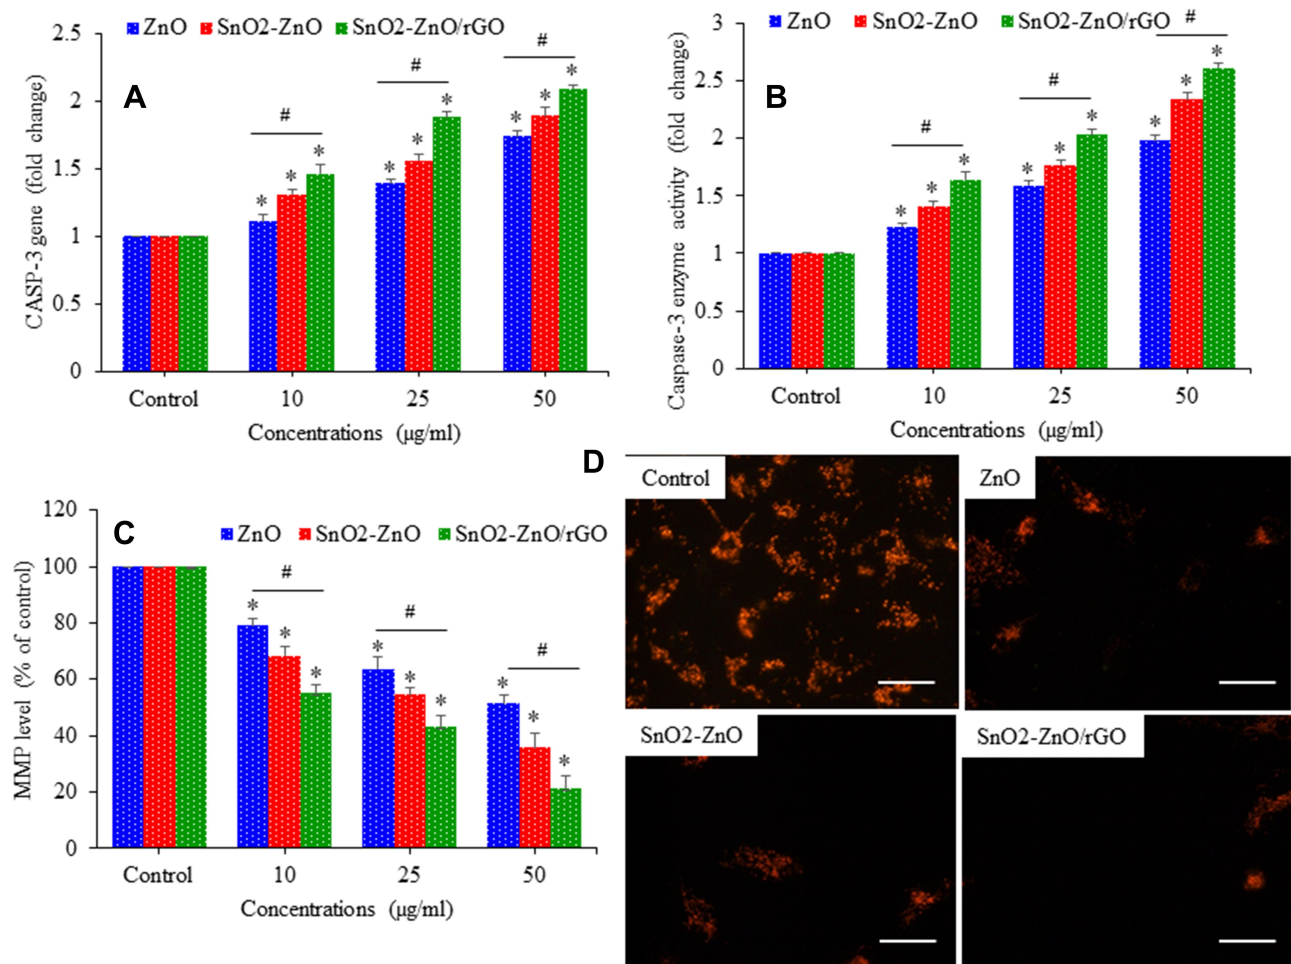 A
ZnO SnO2-ZnO SnO2-ZnO/rGO
CASP-3 gene (fold change)
2.5
2
1.5
1
0.5
0
* * * #
* * * #
* * * #
Control 10 25 50
Concentrations (µg/ml)
B
ZnO SnO2-ZnO SnO2-ZnO/rGO
Caspase-3 enzyme activity (fold change)
3
2.5
2
1.5
1
0.5
0
* * * #
* * * #
* * * #
Control 10 25 50
Concentrations (µg/ml)
C
ZnO SnO2-ZnO SnO2-ZnO/rGO
MMP level (% of control)
120
100
80
60
40
20
0
* * * #
* * * #
* * * #
Control 10 25 50
Concentrations (µg/ml)
D
Control
ZnO
SnO2-ZnO
SnO2-ZnO/rGO